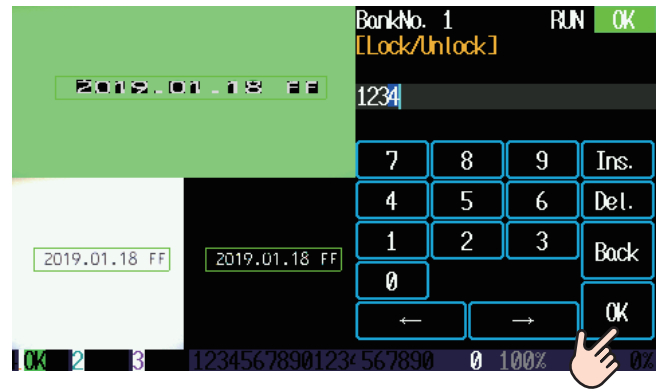 BankNo. 1 RUN OK
[Lock/Unlock]
2019.01.18 FF
1234
7 8 9 Ins.
4 5 6 Del.
1 2 3 Back
0
← → OK
2019.01.18 FF
2019.01.18 FF
OK 2 3 12345678901234567890 0 100% 0%